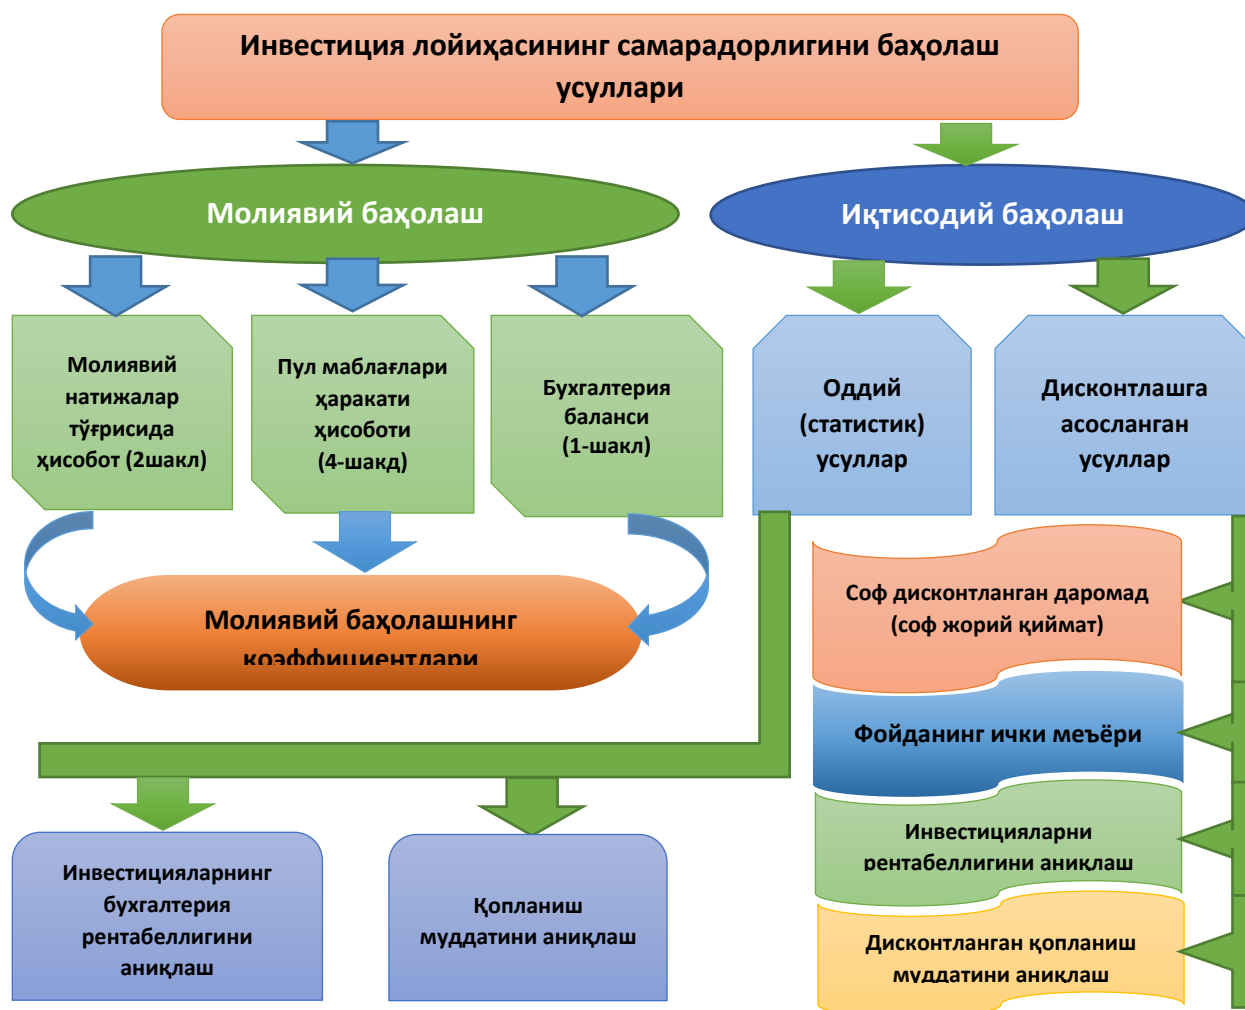 Инвестиция лойиҳасининг самарадорлигини баҳолаш
усуллари
Молиявий баҳолаш
Иқтисодий баҳолаш
Молиявий
натижалар
тўғрисида
ҳисобот (2шакл)
Пул маблағлари
ҳаракати
ҳисоботи
(4-шакд)
Бухгалтерия
баланси
(1-шакл)
Оддий
(статистик)
усуллар
Дисконтлашга
асосланган
усуллар
Молиявий баҳолашнинг
коэффициентлари
Соф дисконтланган даромад
(соф жорий қиймат)
Фойданинг ички меъёри
Инвестицияларни
рентабеллигини аниқлаш
Дисконтланган қопланиш
муддатини аниқлаш
Инвестицияларнинг
бухгалтерия
рентабеллигини
аниқлаш
Қопланиш
муддатини аниқлаш